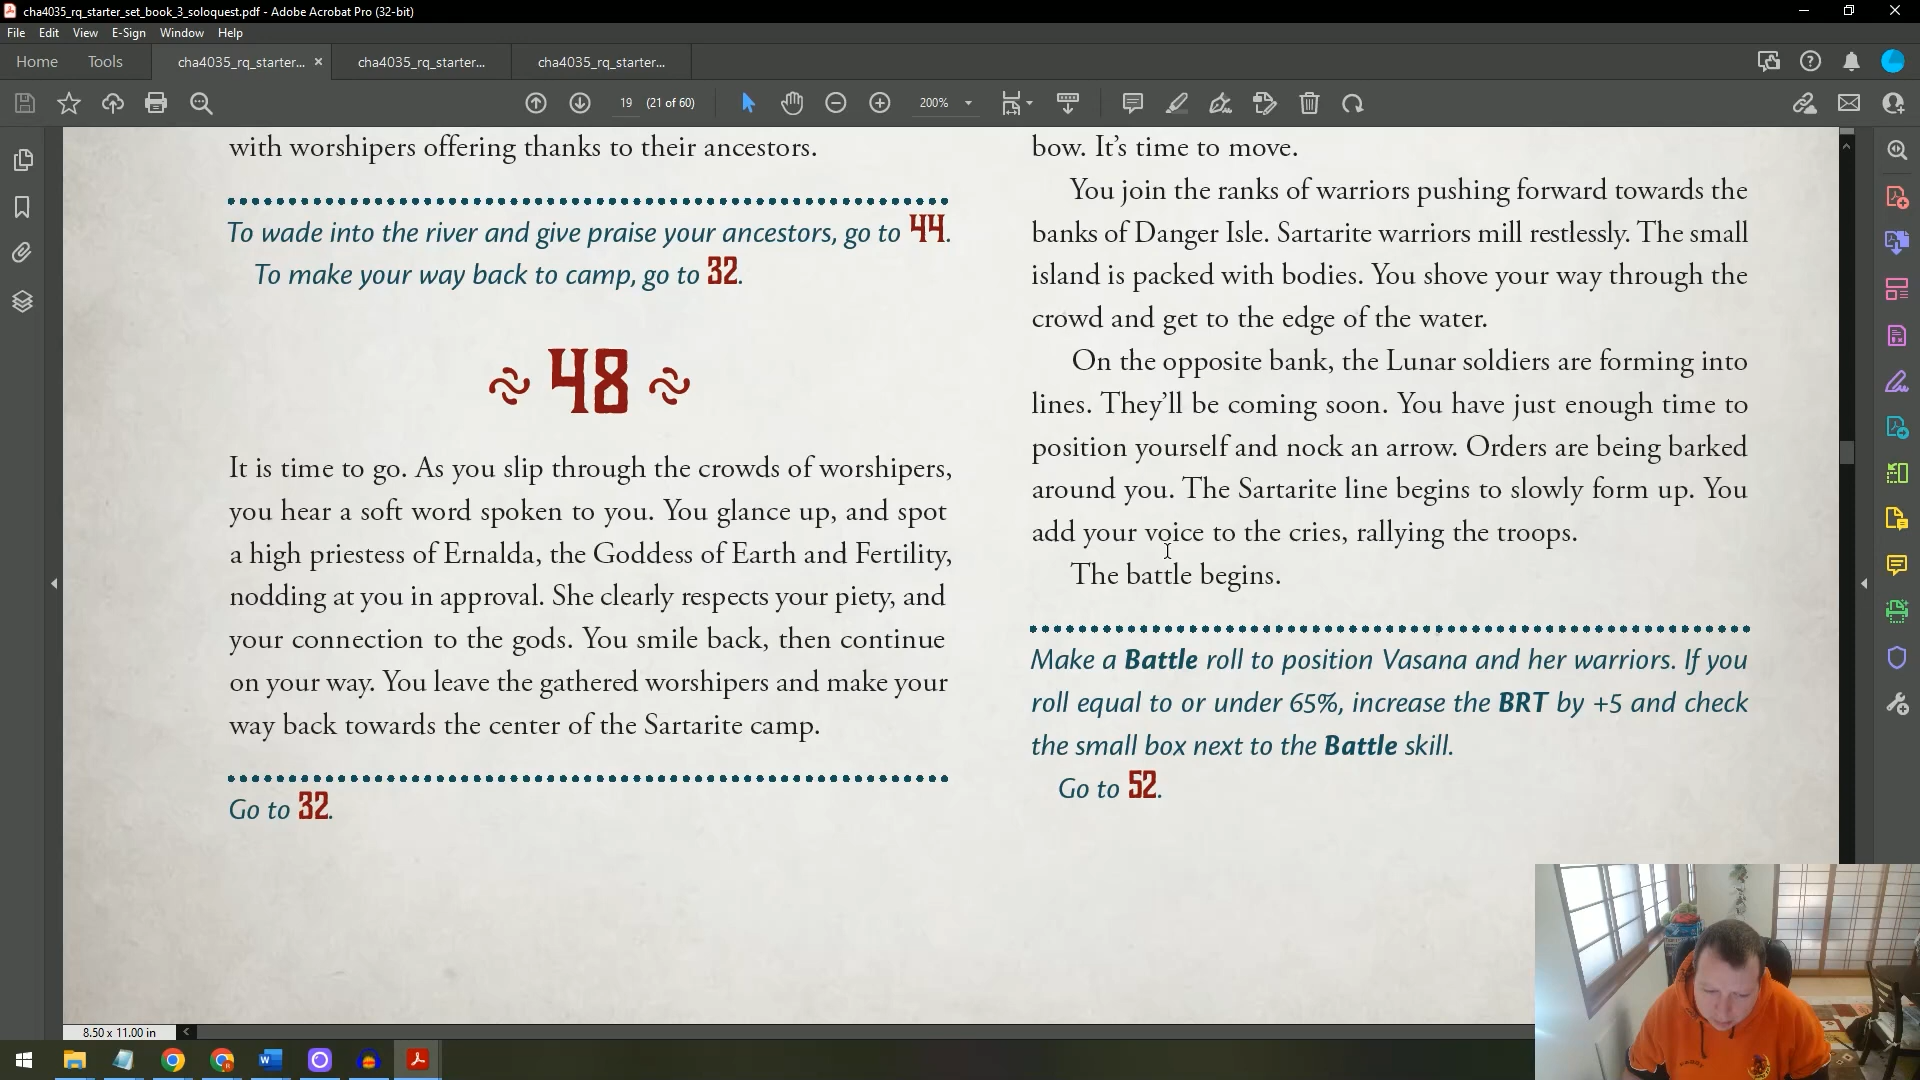 cha4035_rq_starter_set_book_3_soloquest.pdf - Adobe Acrobat Pro (32-bit)
File Edit View E-Sign Window Help
Home Tools cha4035_rq_starter... × cha4035_rq_starter... cha4035_rq_starter...
19 (21 of 60) 200%
with worshipers offering thanks to their ancestors.
To wade into the river and give praise your ancestors, go to 44.
To make your way back to camp, go to 32.
48
It is time to go. As you slip through the crowds of worshipers,
you hear a soft word spoken to you. You glance up, and spot
a high priestess of Ernalda, the Goddess of Earth and Fertility,
nodding at you in approval. She clearly respects your piety, and
your connection to the gods. You smile back, then continue
on your way. You leave the gathered worshipers and make your
way back towards the center of the Sartarite camp.
Go to 32.
bow. It’s time to move.
You join the ranks of warriors pushing forward towards the
banks of Danger Isle. Sartarite warriors mill restlessly. The small
island is packed with bodies. You shove your way through the
crowd and get to the edge of the water.
On the opposite bank, the Lunar soldiers are forming into
lines. They’ll be coming soon. You have just enough time to
position yourself and nock an arrow. Orders are being barked
around you. The Sartarite line begins to slowly form up. You
add your voice to the cries, rallying the troops.
The battle begins.
Make a Battle roll to position Vasana and her warriors. If you
roll equal to or under 65%, increase the BRT by +5 and check
the small box next to the Battle skill.
Go to 52.
8.50 x 11.00 in